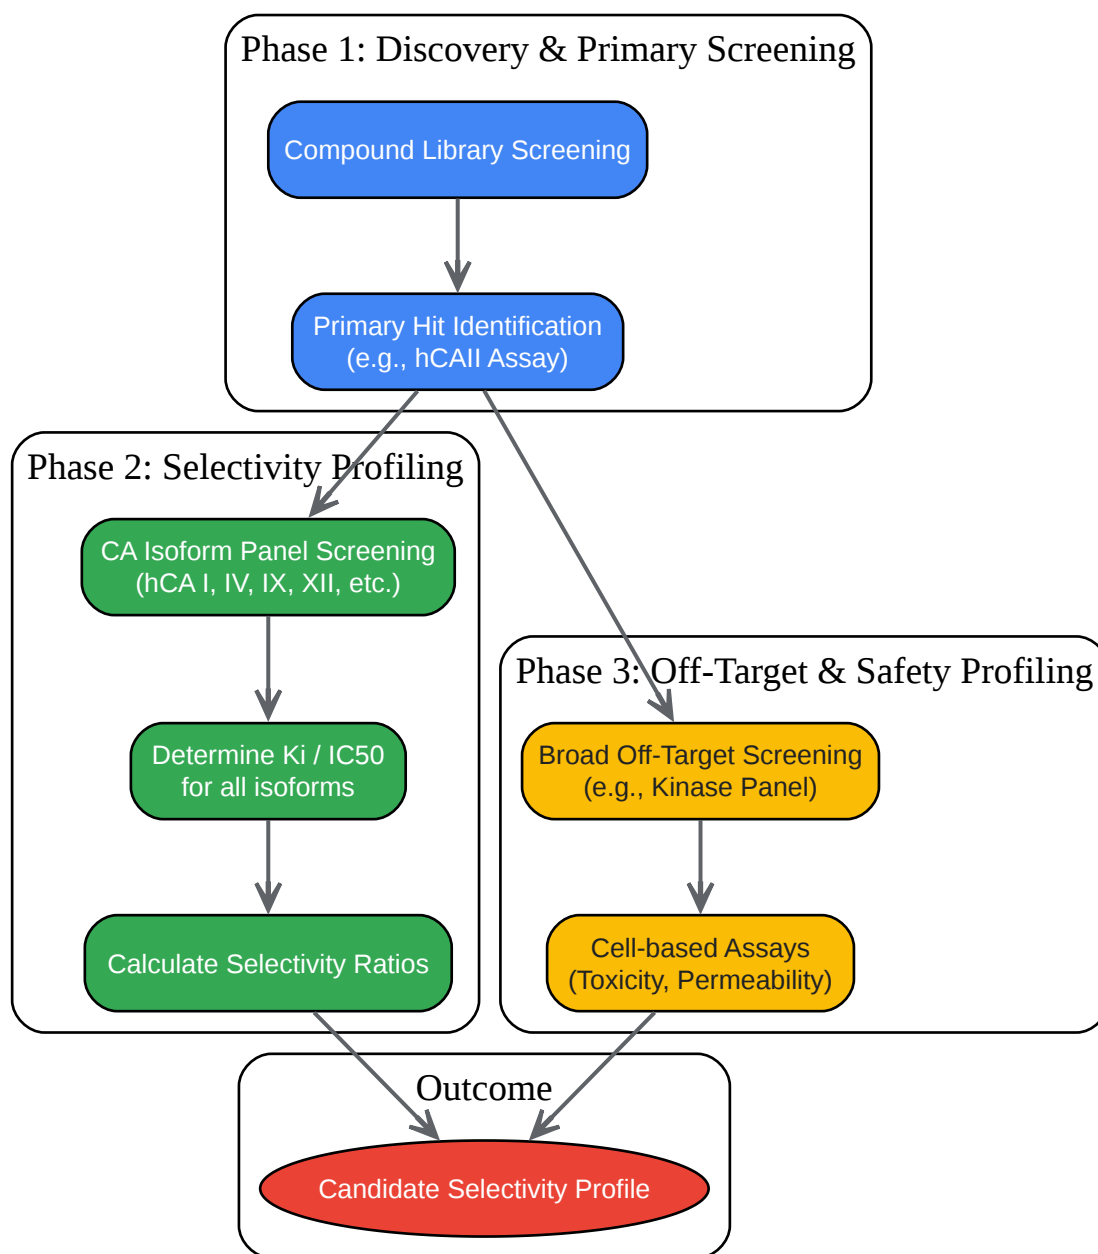 Phase 1: Discovery & Primary Screening
Compound Library Screening
Primary Hit Identification
(e.g., hCAII Assay)
Phase 2: Selectivity Profiling
CA Isoform Panel Screening
(hCA I, IV, IX, XII, etc.)
Determine Ki / IC50
for all isoforms
Calculate Selectivity Ratios
Phase 3: Off-Target & Safety Profiling
Broad Off-Target Screening
(e.g., Kinase Panel)
Cell-based Assays
(Toxicity, Permeability)
Outcome
Candidate Selectivity Profile